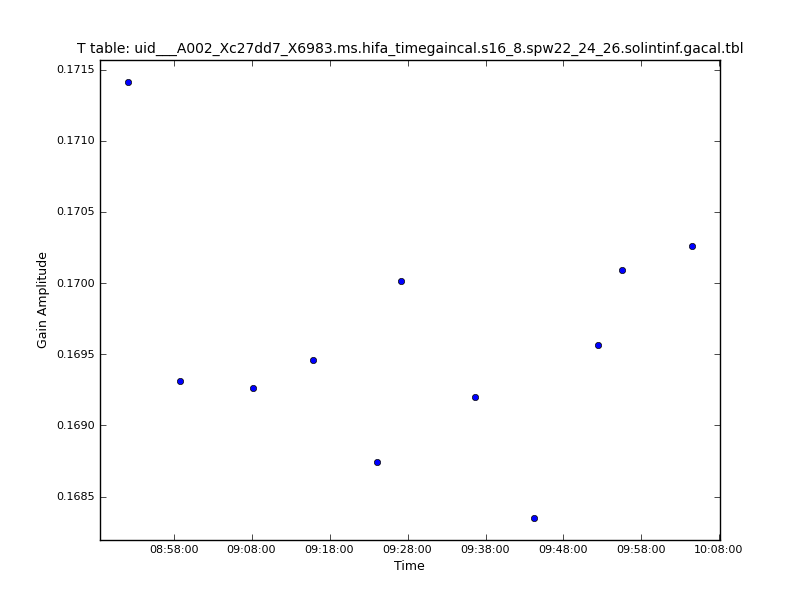 T table: uid___A002_Xc27dd7_X6983.ms.hifa_timegaincal.s16_8.spw22_24_26.solintinf.gacal.tbl
0.1715
0.1710
0.1705
0.1700
0.1695
0.1690
0.1685
Gain Amplitude
08:58:00 09:08:00 09:18:00 09:28:00 09:38:00 09:48:00 09:58:00 10:08:00
Time